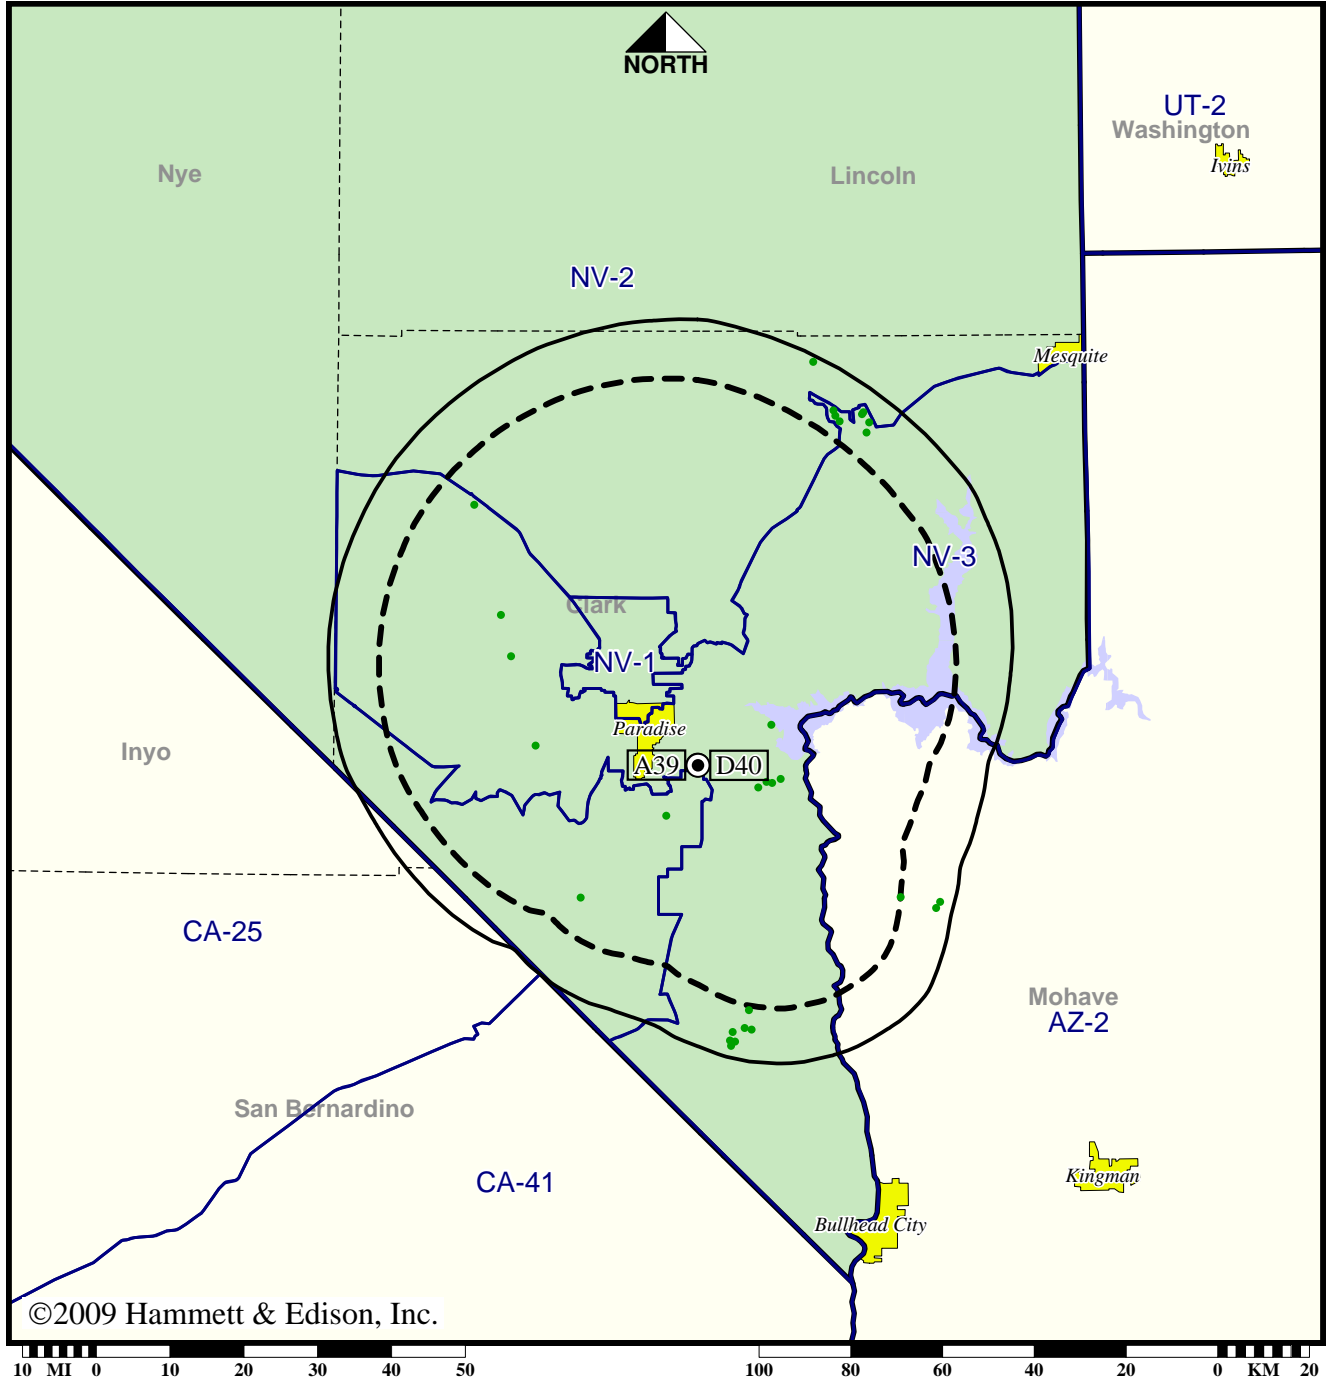 NORTH
UT-2
Washington
Ivins
Nye
Lincoln
NV-2
Mesquite
NV-3
Clark
NV-1
Paradise
A39 D40
Inyo
CA-25
Mohave
AZ-2
San Bernardino
CA-41
Kingman
Bullhead City
©2009 Hammett & Edison, Inc.
10 MI 0 10 20 30 40 50 100 80 60 40 20 0 KM 20